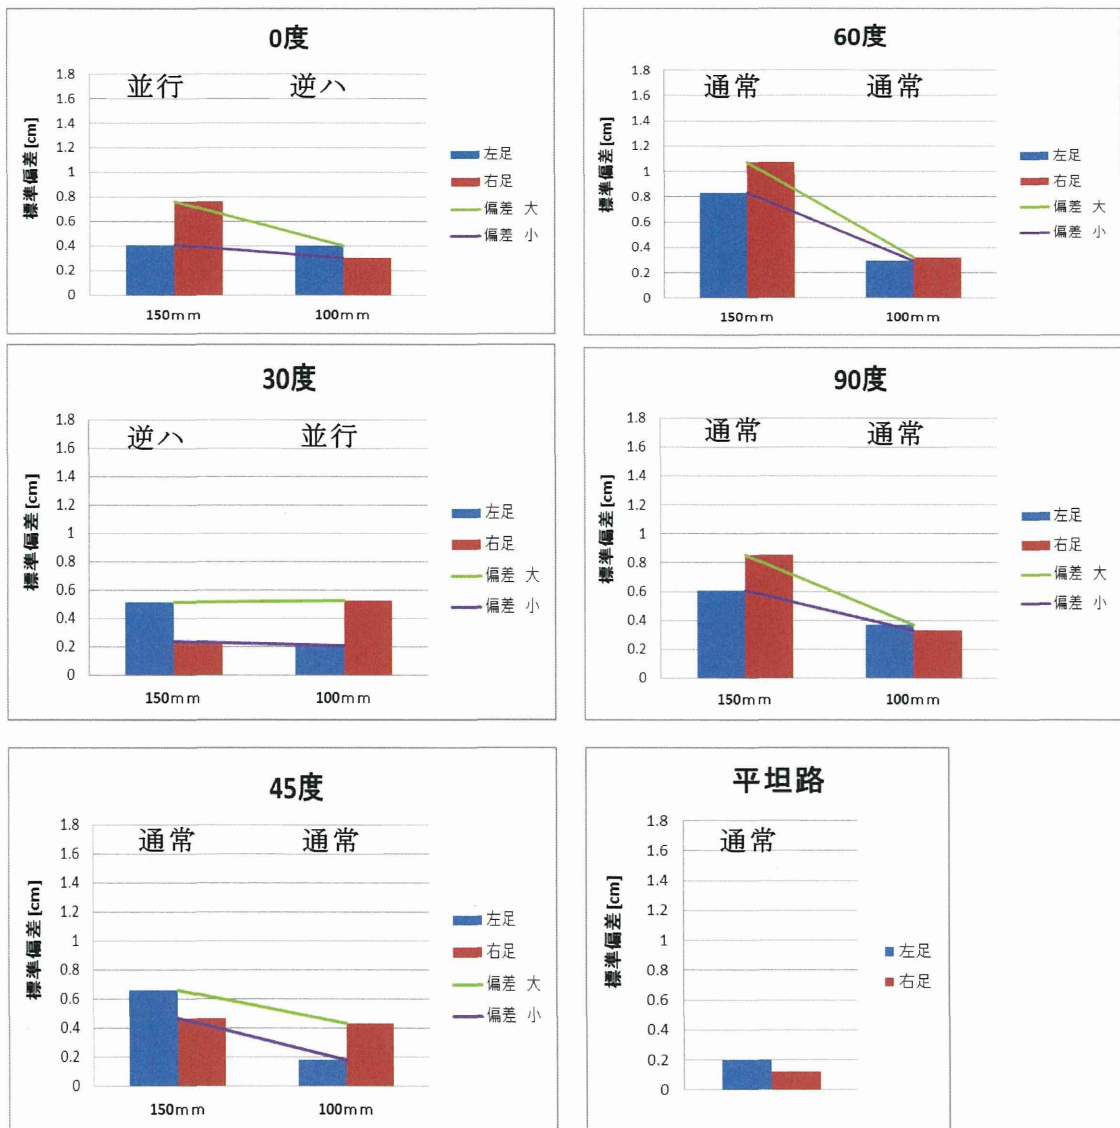 0度
並行 逆ハ
標準偏差[cm]
1.8
1.6
1.4
1.2
1
0.8
0.6
0.4
0.2
0
150mm 100mm
左足
右足
偏差 大
偏差 小
60度
通常 通常
標準偏差[cm]
1.8
1.6
1.4
1.2
1
0.8
0.6
0.4
0.2
0
150mm 100mm
左足
右足
偏差 大
偏差 小
30度
逆ハ 並行
標準偏差[cm]
1.8
1.6
1.4
1.2
1
0.8
0.6
0.4
0.2
0
150mm 100mm
左足
右足
偏差 大
偏差 小
90度
通常 通常
標準偏差[cm]
1.8
1.6
1.4
1.2
1
0.8
0.6
0.4
0.2
0
150mm 100mm
左足
右足
偏差 大
偏差 小
45度
通常 通常
標準偏差[cm]
1.8
1.6
1.4
1.2
1
0.8
0.6
0.4
0.2
0
150mm 100mm
左足
右足
偏差 大
偏差 小
平坦路
通常
標準偏差[cm]
1.8
1.6
1.4
1.2
1
0.8
0.6
0.4
0.2
0
左足
右足